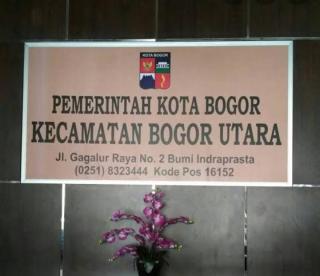 KOTA BOGOR
PEMERINTAH KOTA BOGOR
KECAMATAN BOGOR UTARA
Jl. Gagalur Raya No. 2 Bumi Indraprasta
(0251) 8323444 Kode Pos 16152